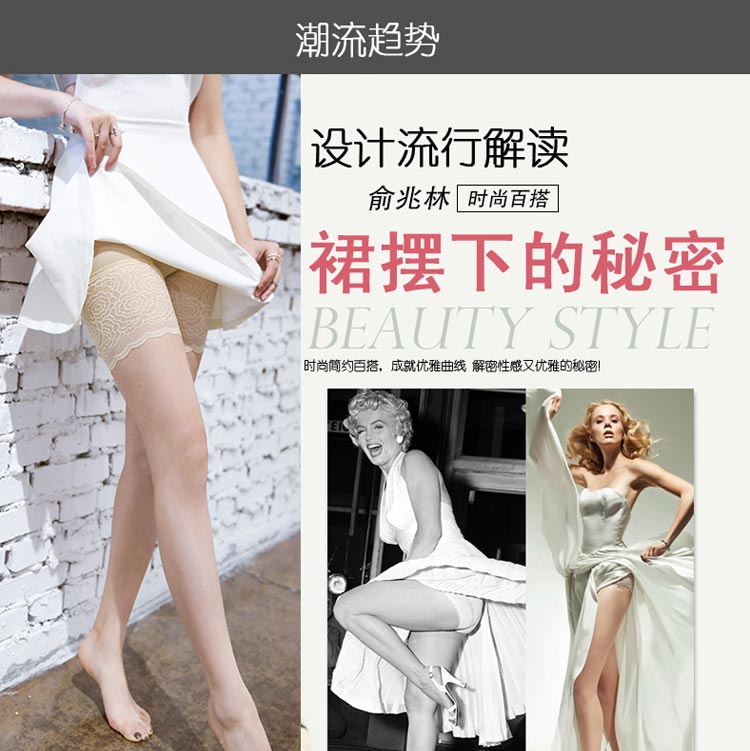 潮流趋势
设计流行解读
俞兆林 时尚百搭
裙摆下的秘密
BEAUTY STYLE
时尚简约百搭，成就优雅曲线 解密性感又优雅的秘密!